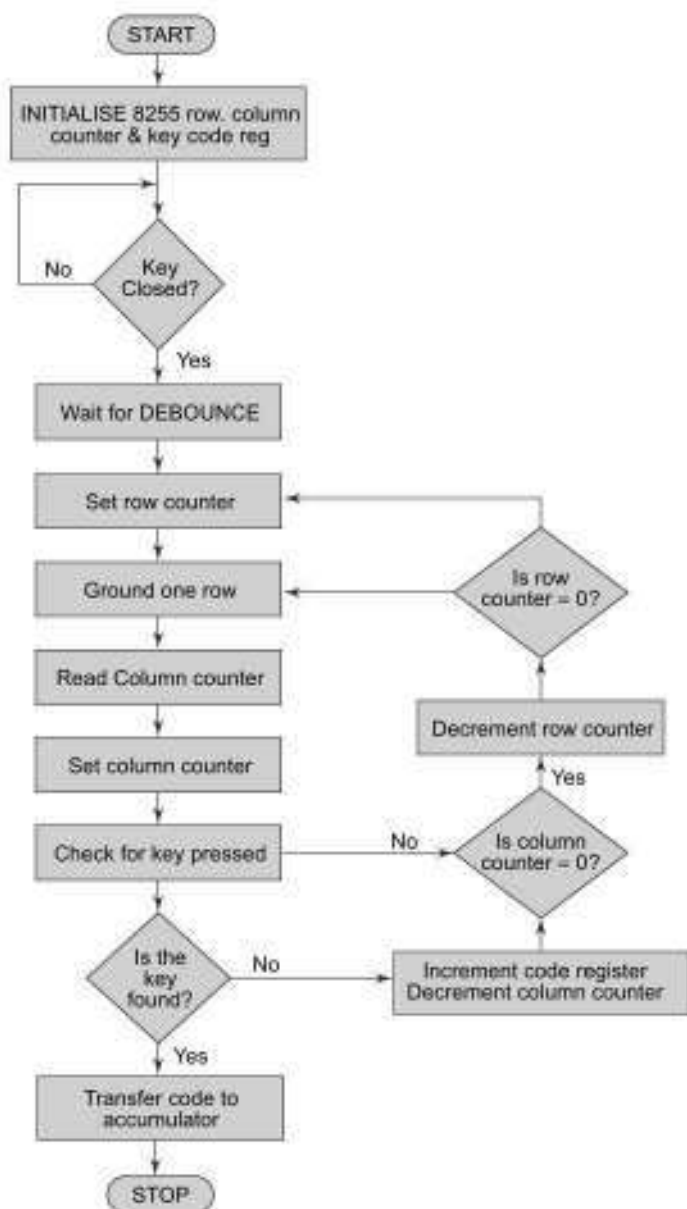 START
INITIALISE 8255 row. column
counter & key code reg
No
Key
Closed?
Yes
Wait for DEBOUNCE
Set row counter
Ground one row
Is row
counter = 0?
Read Column counter
Decrement row counter
Set column counter
Yes
Check for key pressed
No
Is column
counter = 0?
Is the
key
found?
No
Increment code register
Decrement column counter
Yes
Transfer code to
accumulator
STOP